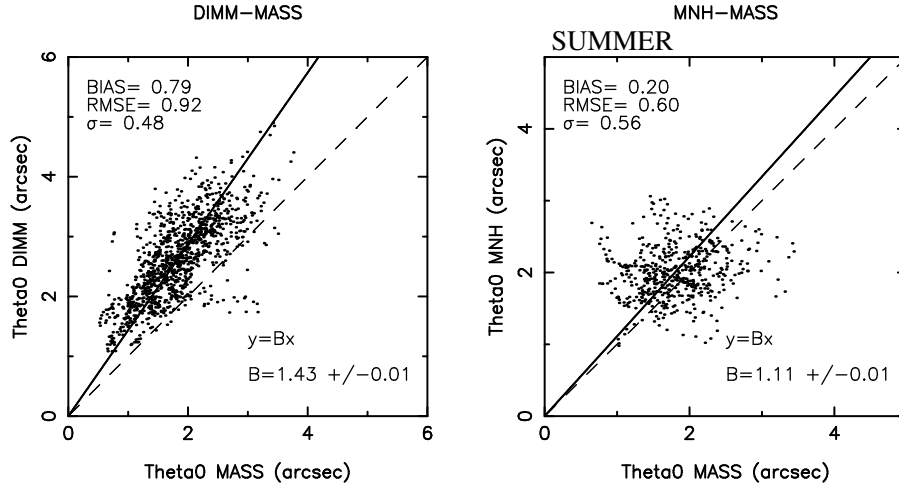 DIMM-MASS
BIAS= 0.79
RMSE= 0.92
σ= 0.48
y=Bx
B=1.43 +/-0.01
6
4
2
0
0 2 4 6
Theta0 DIMM (arcsec)
Theta0 MASS (arcsec)
MNH-MASS
SUMMER
BIAS= 0.20
RMSE= 0.60
σ= 0.56
y=Bx
B=1.11 +/-0.01
4
2
0
0 2 4
Theta0 MNH (arcsec)
Theta0 MASS (arcsec)